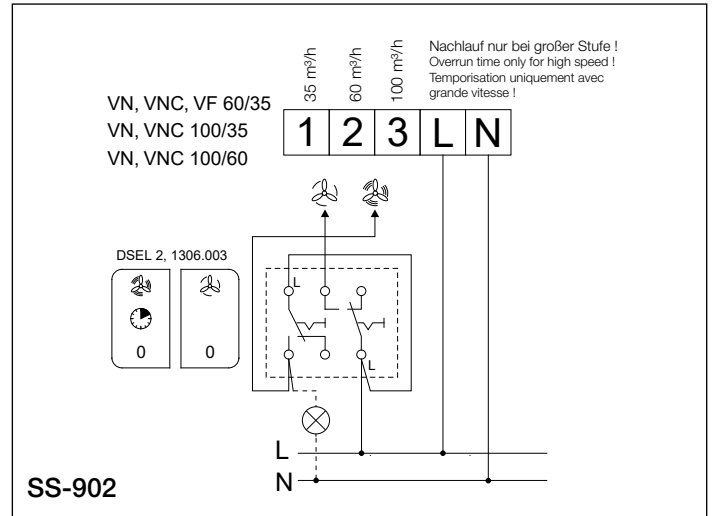 35 m³/h
60 m³/h
100 m³/h
Nachlauf nur bei großer Stufe !
Overrun time only for high speed !
Temporisation uniquement avec
grande vitesse !
VN, VNC, VF 60/35
VN, VNC 100/35
VN, VNC 100/60
1 2 3 L N
DSEL 2, 1306.003
L
0
0
L
L
N
SS-902